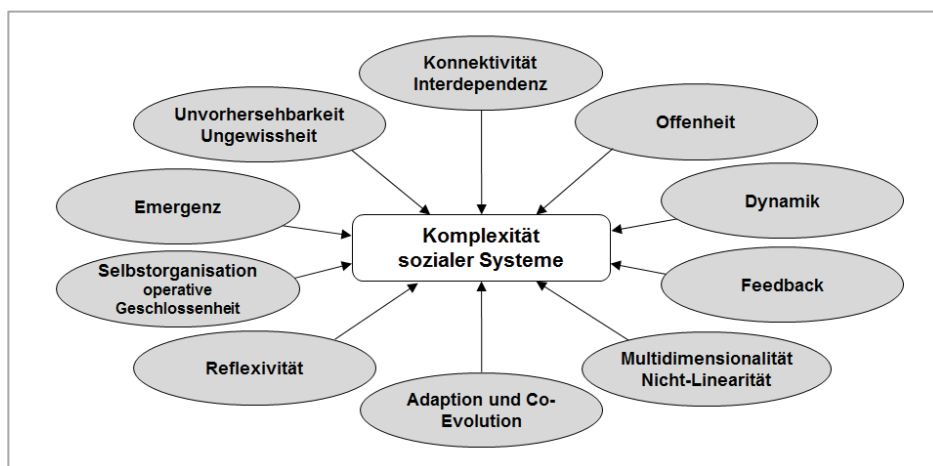 Konnektivität
Interdependenz
Unvorhersehbarkeit
Ungewissheit
Offenheit
Emergenz
Dynamik
Komplexität
sozialer Systeme
Selbstorganisation
operative
Geschlossenheit
Feedback
Reflexivität
Multidimensionalität
Nicht-Linearität
Adaption und Co-
Evolution